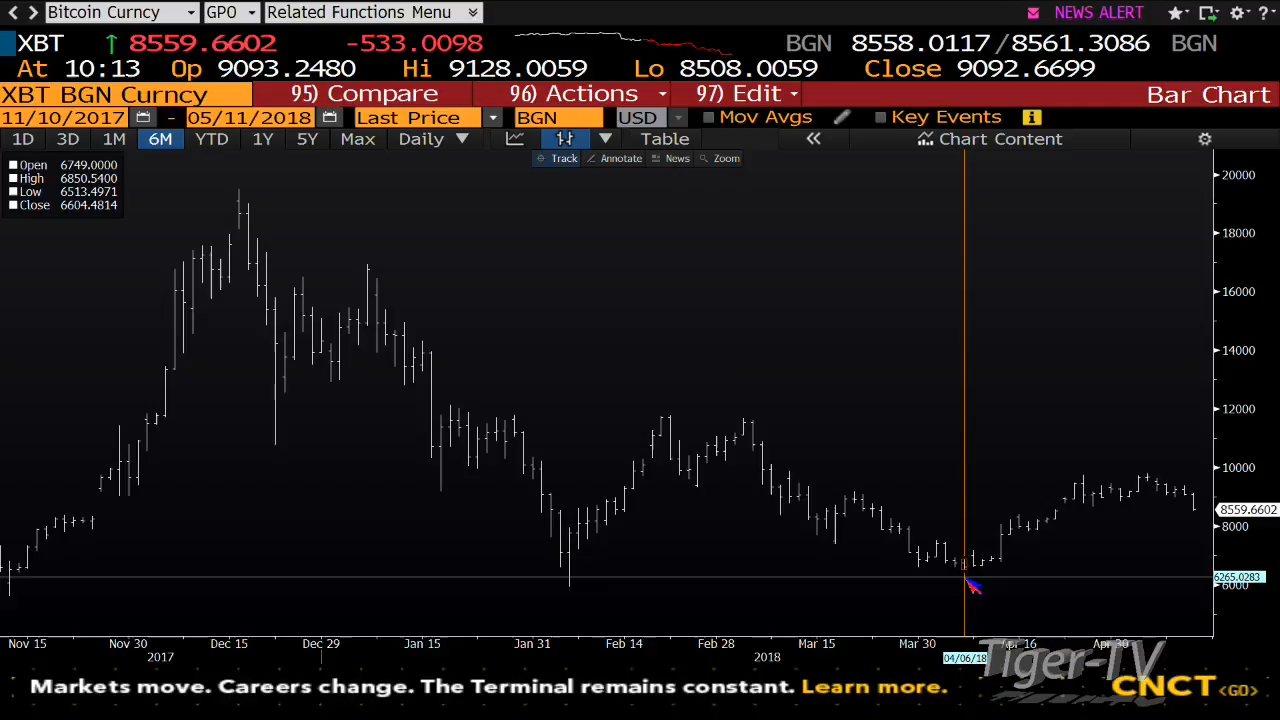 Bitcoin Curncy GPO Related Functions Menu NEWS ALERT ?
XBT ↑ 8559.6602 -533.0098 BGN 8558.0117/8561.3086 BGN
At 10:13 Op 9093.2480 Hi 9128.0059 Lo 8508.0059 Close 9092.6699
XBT BGN Curncy 95) Compare 96) Actions 97) Edit Bar Chart
11/10/2017 - 05/11/2018 Last Price BGN USD Mov Avgs Key Events i
1D 3D 1M 6M YTD 1Y 5Y Max Daily Table « Chart Content
Track Annotate News Zoom
Open 6749.0000
High 6850.5400
Low 6513.4971
Close 6604.4814
20000
18000
16000
14000
12000
10000
8559.6602
8000
6265.0283
6000
Nov 15 Nov 30 Dec 15 Dec 29 Jan 15 Jan 31 Feb 14 Feb 28 Mar 15 Mar 30 Apr 16 Apr 30
2017 2018 04/06/18
Tiger-TV
Markets move. Careers change. The Terminal remains constant. Learn more. CNCT <GO>